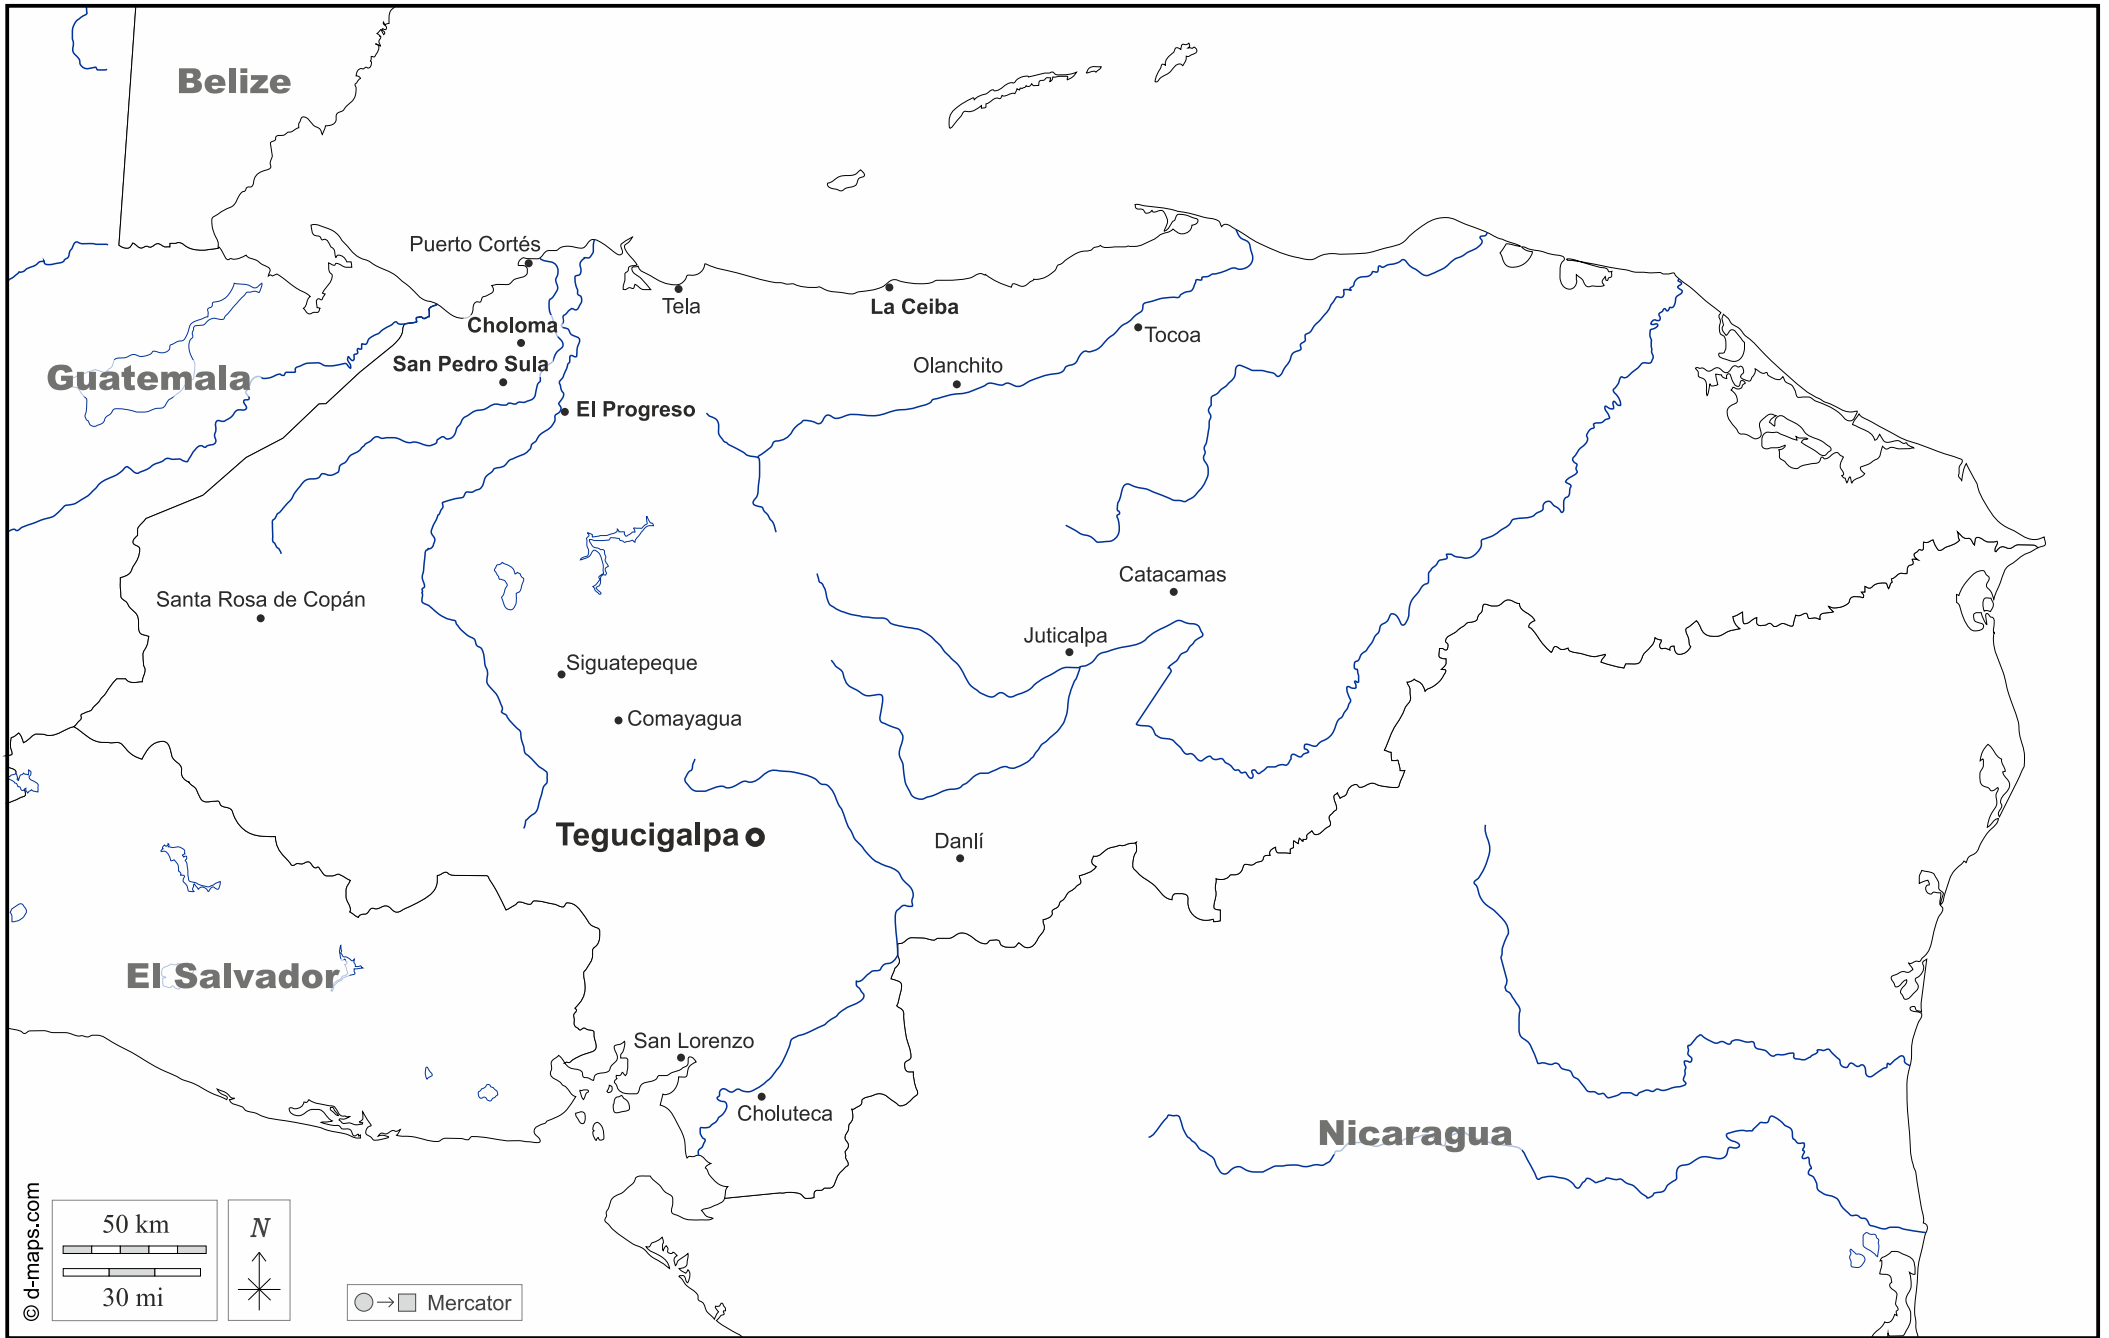 Belize
Puerto Cortés
Tela
La Ceiba
Choloma
Tocoa
San Pedro Sula
Olanchito
Guatemala
El Progreso
Catacamas
Santa Rosa de Copán
Juticalpa
Siguatepeque
Comayagua
Tegucigalpa
Danlí
El Salvador
San Lorenzo
Choluteca
Nicaragua
© d-maps.com
50 km
30 mi
N
Mercator